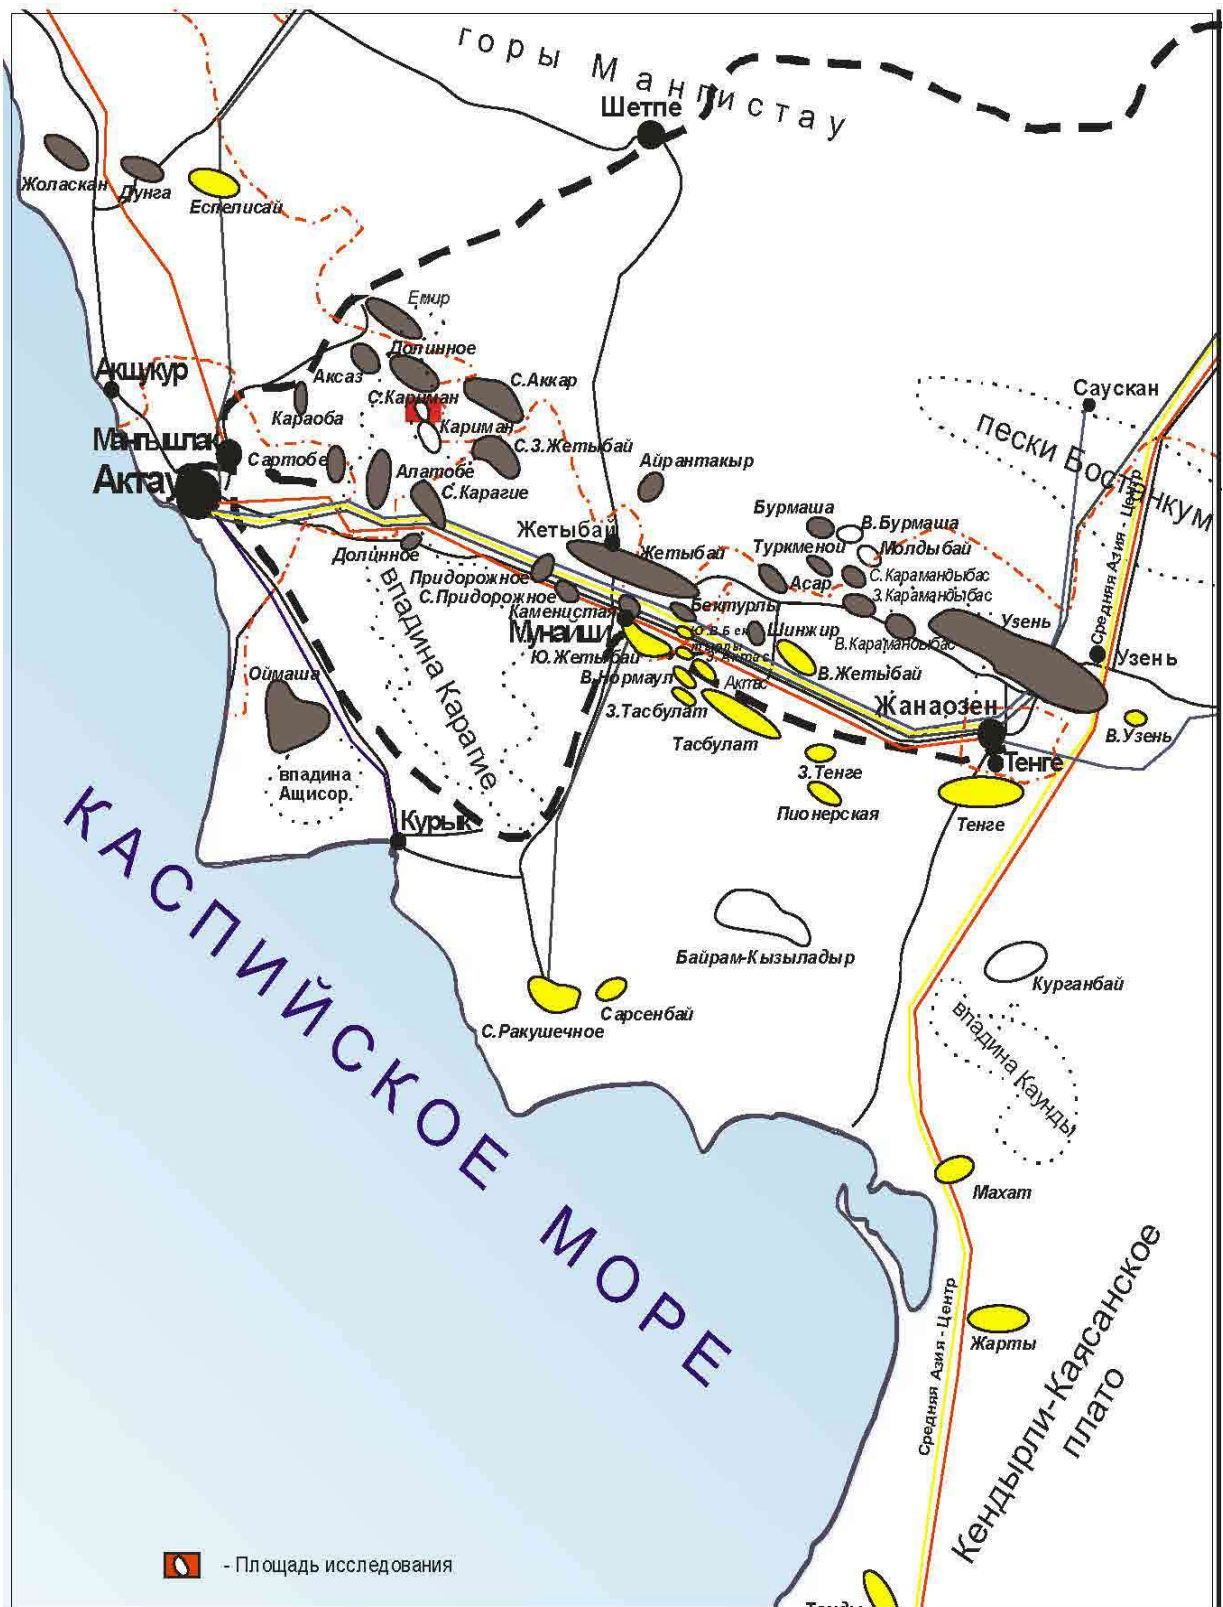 горы Мангистау
Шетпе
Жоласкан
Дунга
Еспелисай
Емир
Долинное
Аксаз
С.Аккар
Акшукур
С.Кариман
Караоба
Кариман
Саускан
Мангышлак
С.З.Жетыбай
пески Бостанкум
Сартобе
Алатобе
Айрантакыр
Актау
С.Карагие
Бурмаша
В.Бурмаша
Жетыбай
Жетыбай
Туркменой
Молдыбай
Долинное
Придорожное
Асар
С.Карамандыбас
С.Придорожное
З.Карамандыбас
Каменистая
Бектурлы
Мунайшы
Шинжир
Узень
В.Карамандыбас
Средняя Азия - Центр
Узень
Ю.Жетыбай
З.Актас
В.Жетыбай
Оймаша
В.Нормаул
Актас
впадина Карагие
З.Тасбулат
Жанаозен
Тасбулат
В.Узень
впадина
Ащисор
З.Тенге
Тенге
Пионерская
Тенге
Курык
КАСПИЙСКОЕ МОРЕ
Байрам-Кызыладыр
Курганбай
С.Ракушечное
Сарсенбай
впадина Каунды
Махат
Средняя Азия - Центр
Жарты
Кендырли-Каясанское
плато
- Площадь исследования